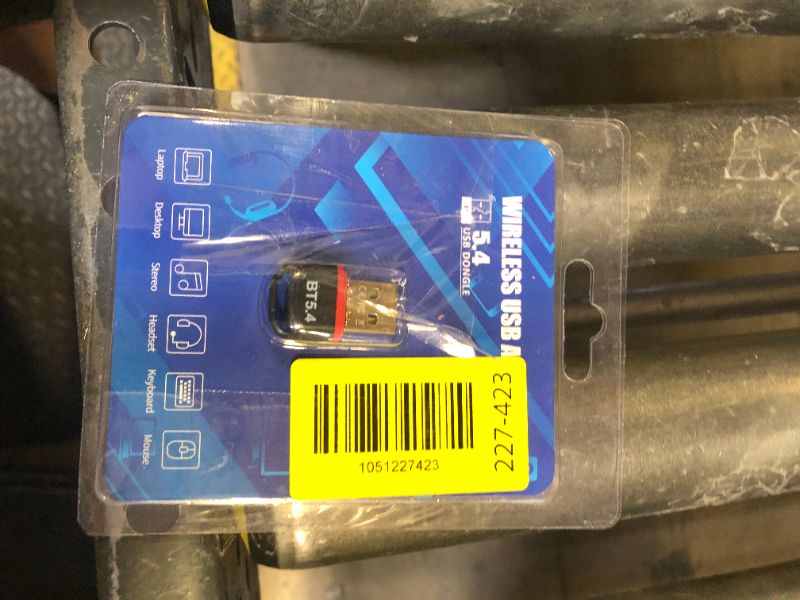 WIRELESS USB A
5.4
USB DONGLE
BT5.4
Laptop
Desktop
Stereo
Headset
Keyboard
Mouse
227-423
1051227423